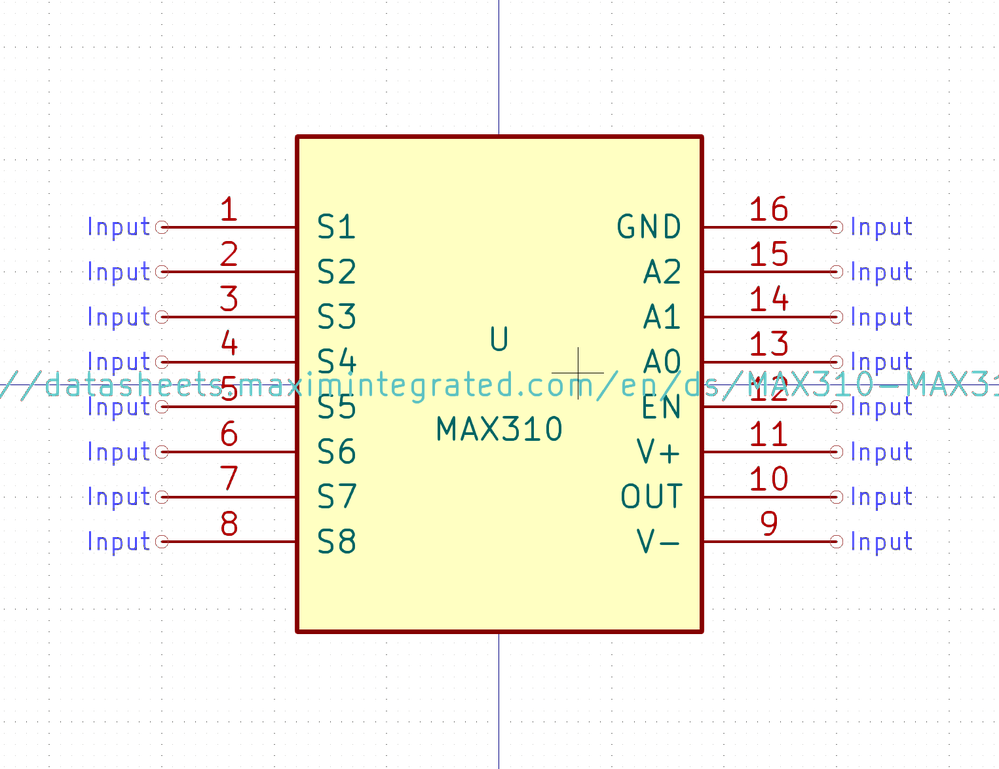 Input 1 S1 GND 16 Input
Input 2 S2 A2 15 Input
Input 3 S3 A1 14 Input
U
Input 4 S4 A0 13 Input
//datasheets.maximintegrated.com/en/ds/MAX310-MAX31
Input 5 S5 EN 12 Input
MAX310
Input 6 S6 V+ 11 Input
Input 7 S7 OUT 10 Input
Input 8 S8 V- 9 Input